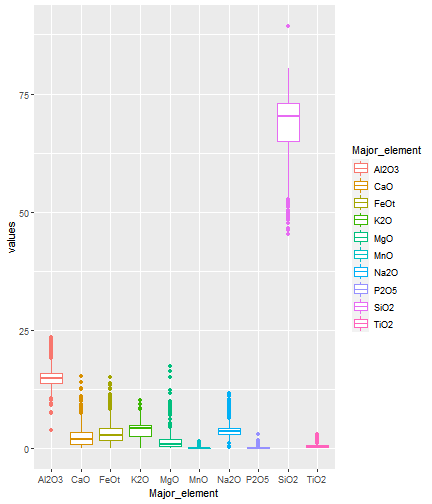 values
75
50
25
0
Al2O3 CaO FeOt K2O MgO MnO Na2O P2O5 SiO2 TiO2
Major_element
Major_element
Al2O3
CaO
FeOt
K2O
MgO
MnO
Na2O
P2O5
SiO2
TiO2